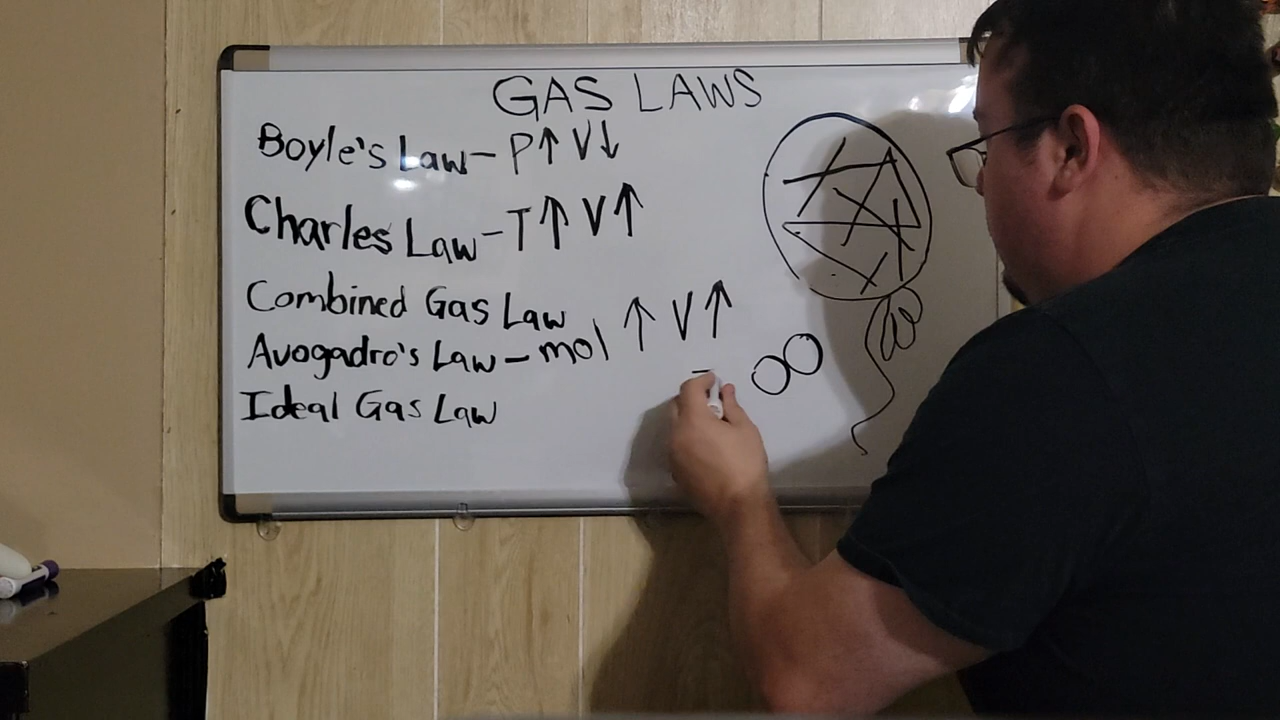 GAS LAWS
Boyle's Law - P↑ V↓
Charles Law - T↑ V↑
Combined Gas Law
Avogadro's Law - mol ↑ V↑
Ideal Gas Law